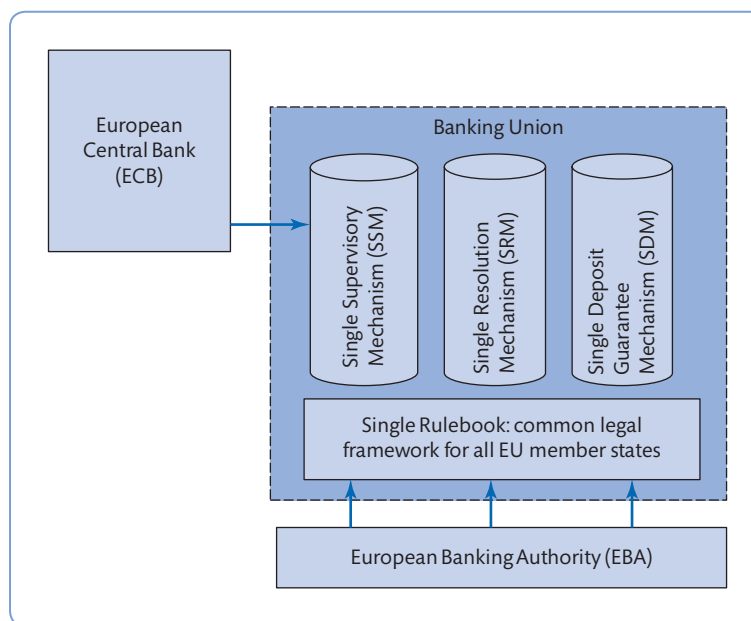 European
Central Bank
(ECB)
Banking Union
Single Supervisory
Mechanism (SSM)
Single Resolution
Mechanism (SRM)
Single Deposit
Guarantee
Mechanism (SDM)
Single Rulebook: common legal
framework for all EU member states
European Banking Authority (EBA)